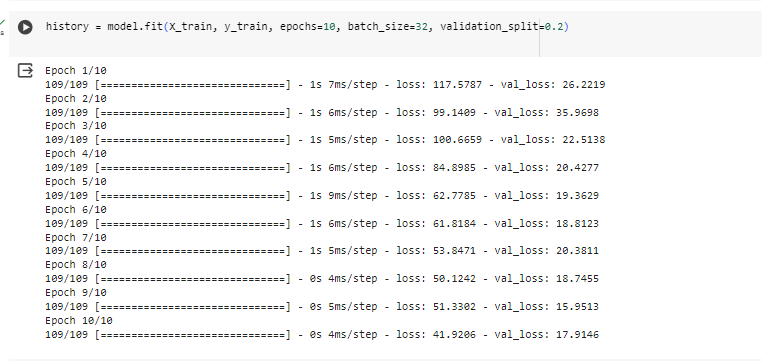 history = model.fit(X_train, y_train, epochs=10, batch_size=32, validation_split=0.2)
Epoch 1/10
109/109 [==============================] - 1s 7ms/step - loss: 117.5787 - val_loss: 26.2219
Epoch 2/10
109/109 [==============================] - 1s 6ms/step - loss: 99.1409 - val_loss: 35.9698
Epoch 3/10
109/109 [==============================] - 1s 5ms/step - loss: 100.6659 - val_loss: 22.5138
Epoch 4/10
109/109 [==============================] - 1s 6ms/step - loss: 84.8985 - val_loss: 20.4277
Epoch 5/10
109/109 [==============================] - 1s 9ms/step - loss: 62.7785 - val_loss: 19.3629
Epoch 6/10
109/109 [==============================] - 1s 6ms/step - loss: 61.8184 - val_loss: 18.8123
Epoch 7/10
109/109 [==============================] - 1s 5ms/step - loss: 53.8471 - val_loss: 20.3811
Epoch 8/10
109/109 [==============================] - 0s 4ms/step - loss: 50.1242 - val_loss: 18.7455
Epoch 9/10
109/109 [==============================] - 0s 5ms/step - loss: 51.3302 - val_loss: 15.9513
Epoch 10/10
109/109 [==============================] - 0s 4ms/step - loss: 41.9206 - val_loss: 17.9146